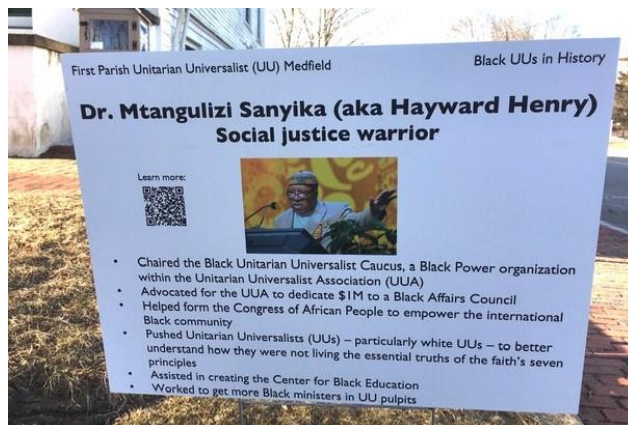 First Parish Unitarian Universalist (UU) Medfield
Black UUs in History
Dr. Mtangulizi Sanyika (aka Hayward Henry)
Social justice warrior
Learn more:
• Chaired the Black Unitarian Universalist Caucus, a Black Power organization
within the Unitarian Universalist Association (UUA)
• Advocated for the UUA to dedicate $1M to a Black Affairs Council
• Helped form the Congress of African People to empower the international
Black community
• Pushed Unitarian Universalists (UUs) – particularly white UUs – to better
understand how they were not living the essential truths of the faith's seven
principles
• Assisted in creating the Center for Black Education
• Worked to get more Black ministers in UU pulpits